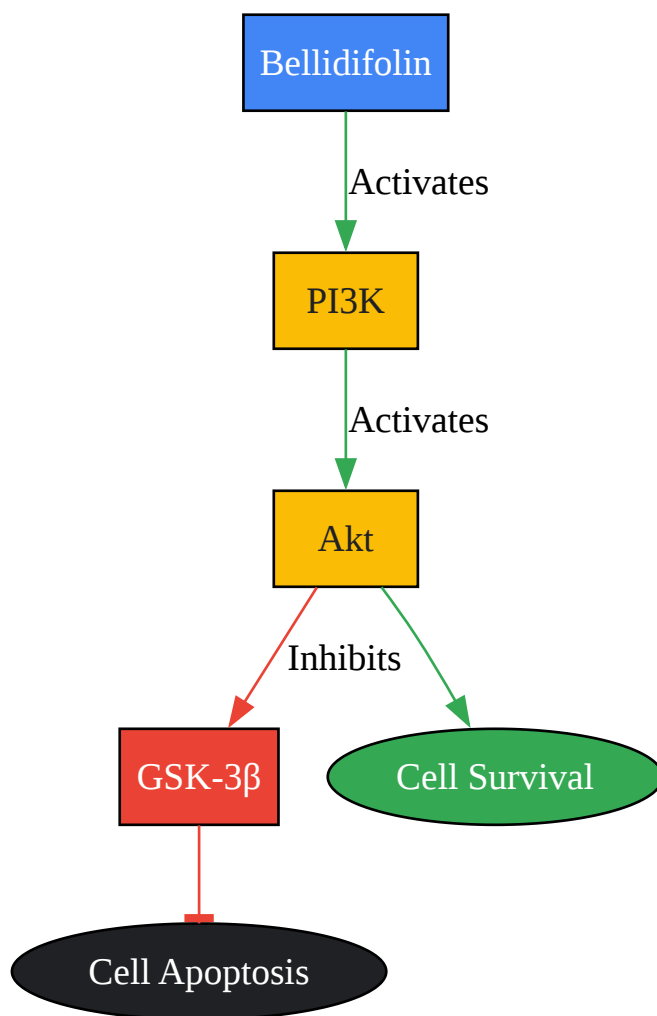 Bellidifolin
Activates
PI3K
Activates
Akt
Inhibits
GSK-3β
Cell Survival
Cell Apoptosis